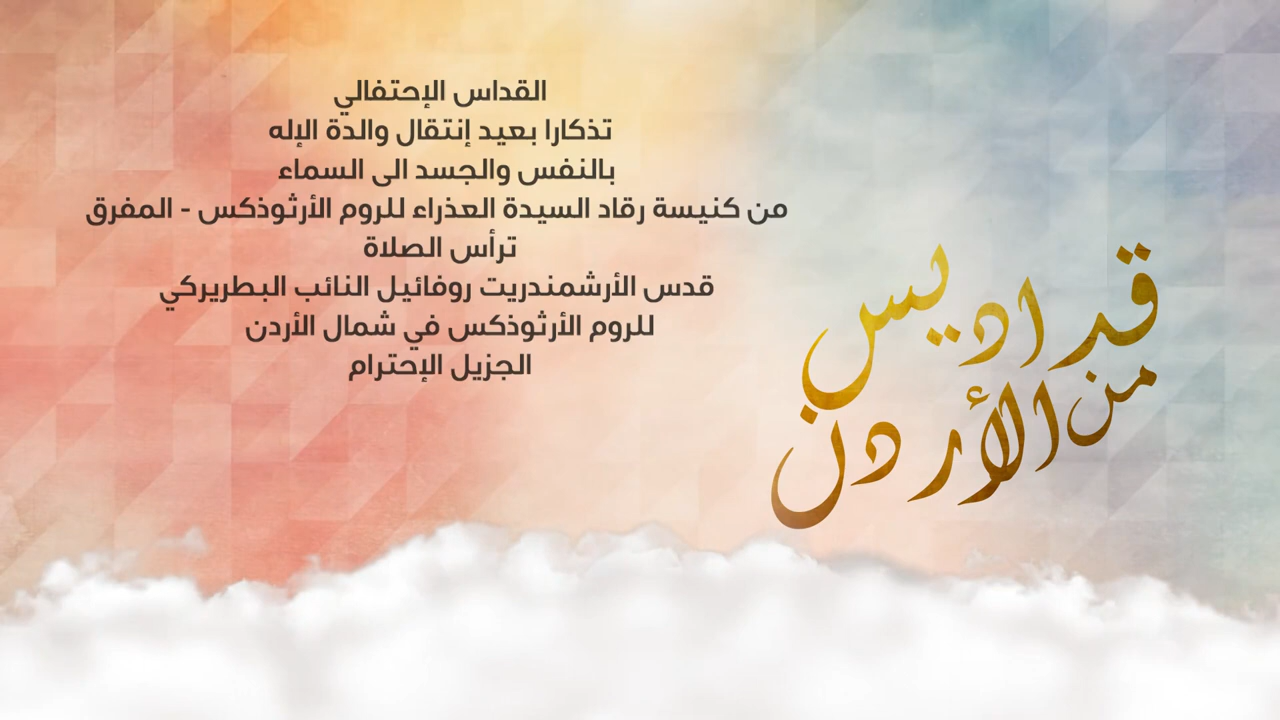 القداس الإحتفالي
تذكارا بعيد إنتقال والدة الإله
بالنفس والجسد الى السماء
من كنيسة رقاد السيدة العذراء للروم الأرثوذكس - المفرق
ترأس الصلاة
قدس الأرشمندريت روفائيل النائب البطريركي
للروم الأرثوذكس في شمال الأردن
الجزيل الإحترام
قداديس
من الأردن